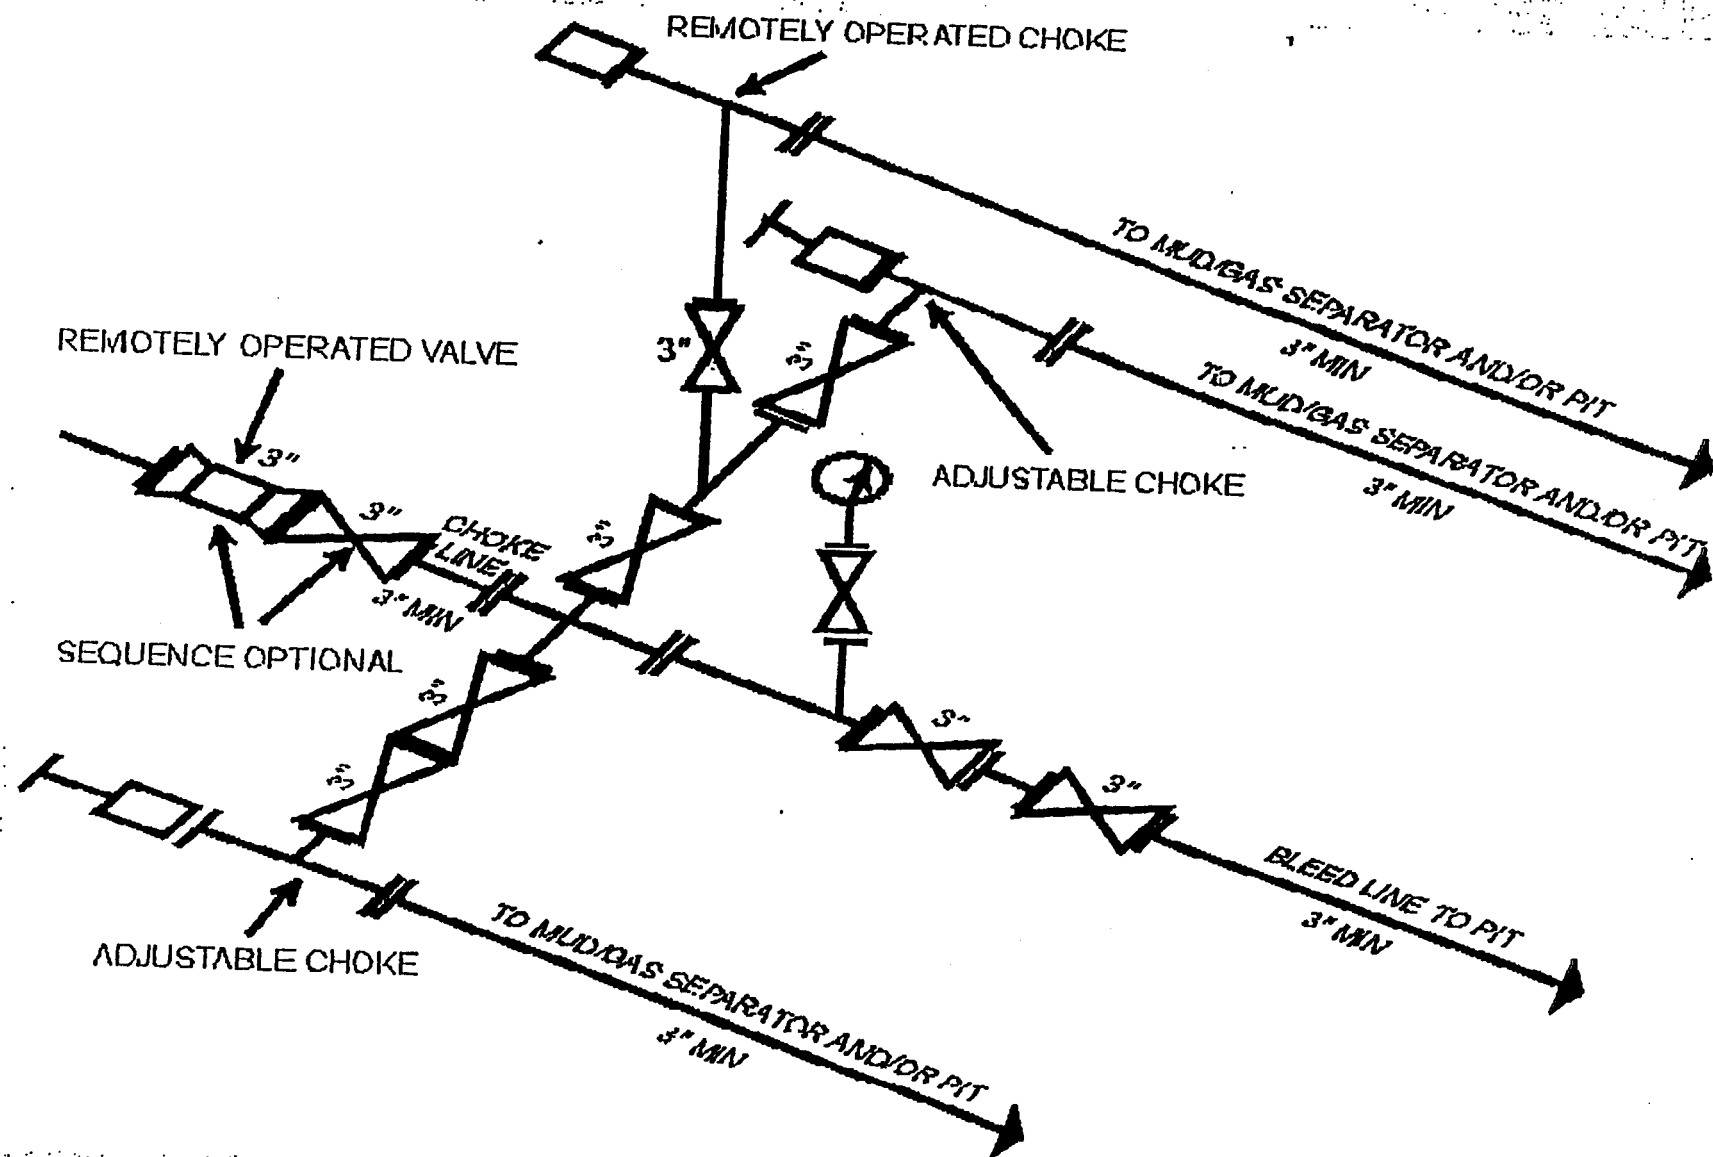 REMOTELY OPERATED CHOKE
TO MUD/GAS SEPARATOR AND/OR PIT
3" MIN
3"
3"
TO MUD/GAS SEPARATOR AND/OR PIT
3" MIN
REMOTELY OPERATED VALVE
ADJUSTABLE CHOKE
3"
3"
CHOKE
LINE
3" MIN
3"
SEQUENCE OPTIONAL
3"
3"
3"
3"
BLEED LINE TO PIT
3" MIN
ADJUSTABLE CHOKE
TO MUD/GAS SEPARATOR AND/OR PIT
3" MIN